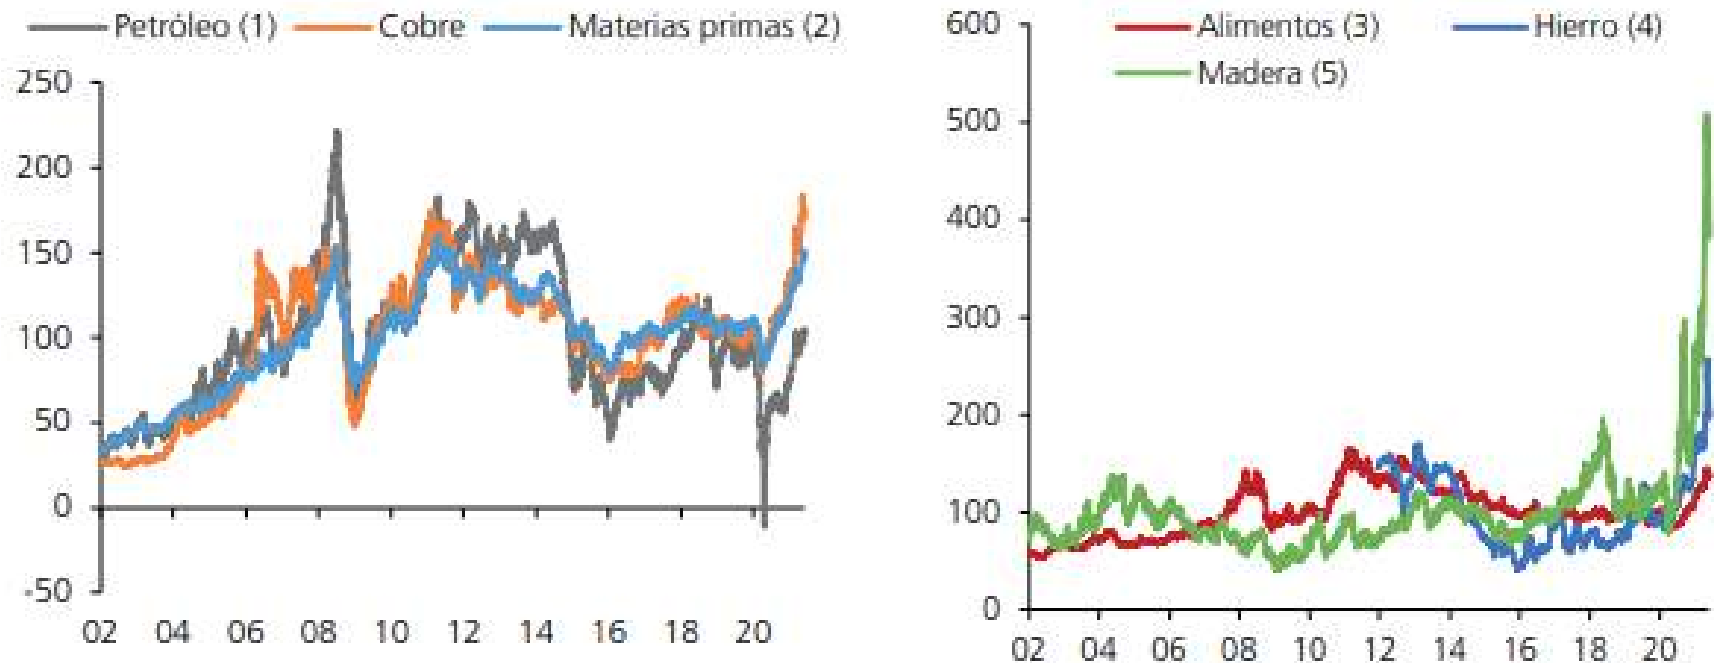 Petróleo (1) Cobre Materias primas (2)
250
200
150
100
50
0
-50
02 04 06 08 10 12 14 16 18 20
600 Alimentos (3) Hierro (4)
Madera (5)
500
400
300
200
100
0
02 04 06 08 10 12 14 16 18 20